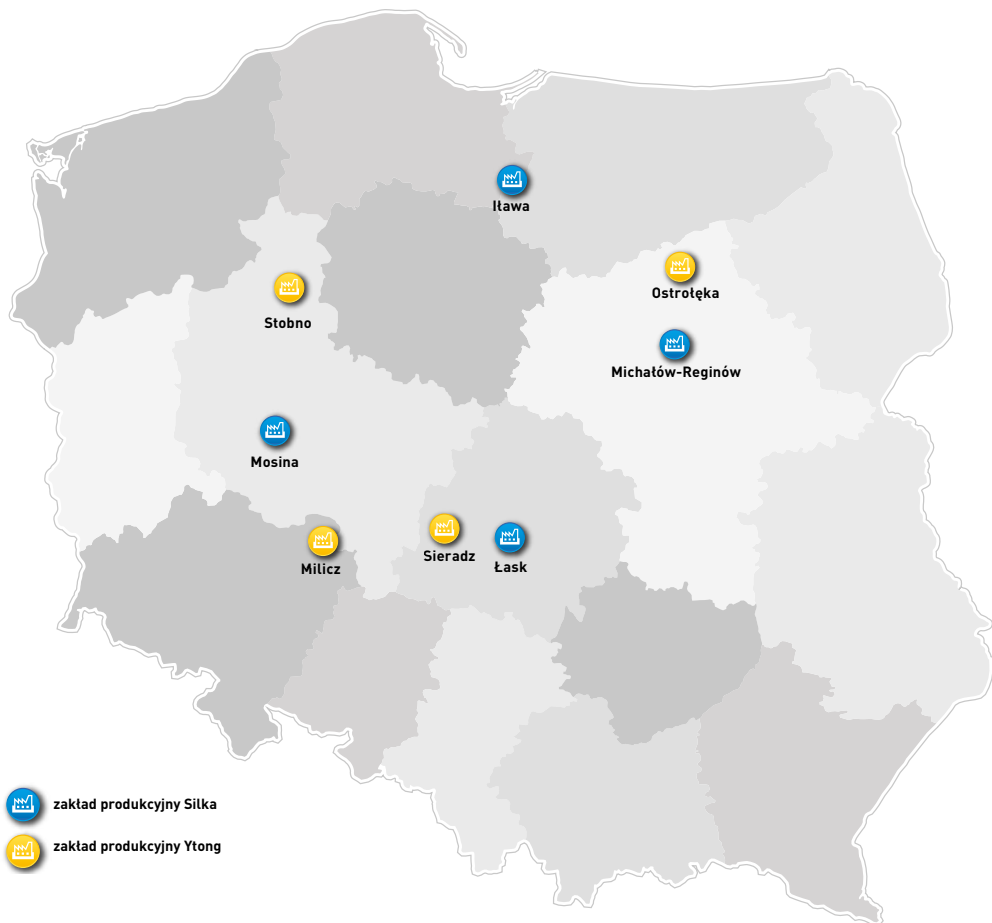 Iława
Ostrołęka
Stobno
Michałów-Reginów
Mosina
Sieradz
Łask
Milicz
zakład produkcyjny Silka
zakład produkcyjny Ytong